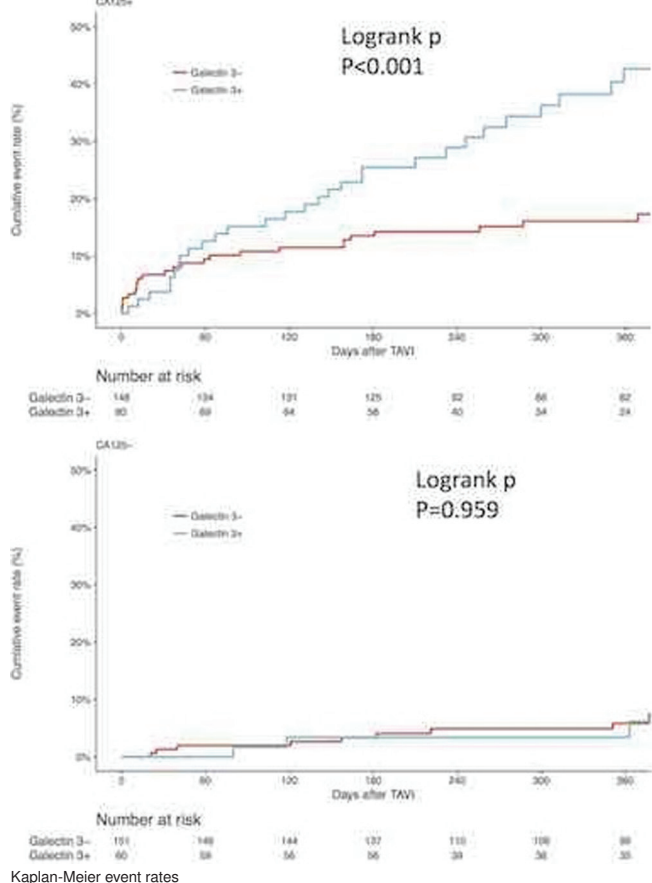 CA125+
50%
Logrank p
P<0.001
Galectin 3−
40%
Galectin 3+
30%
Cumlative event rate (%)
20%
10%
0%
0 60 120 180 240 300 360
Days after TAVI
Number at risk
Galectin 3− 148 134 131 125 82 66 62
Galectin 3+ 80 69 64 56 40 34 24
CA125−
50%
Logrank p
P=0.959
Galectin 3−
40%
Galectin 3+
30%
Cumlative event rate (%)
20%
10%
0%
0 60 120 180 240 300 360
Days after TAVI
Number at risk
Galectin 3− 151 146 144 137 110 106
Galectin 3+ 60 58 56 56 39 36 35
Kaplan-Meier event rates